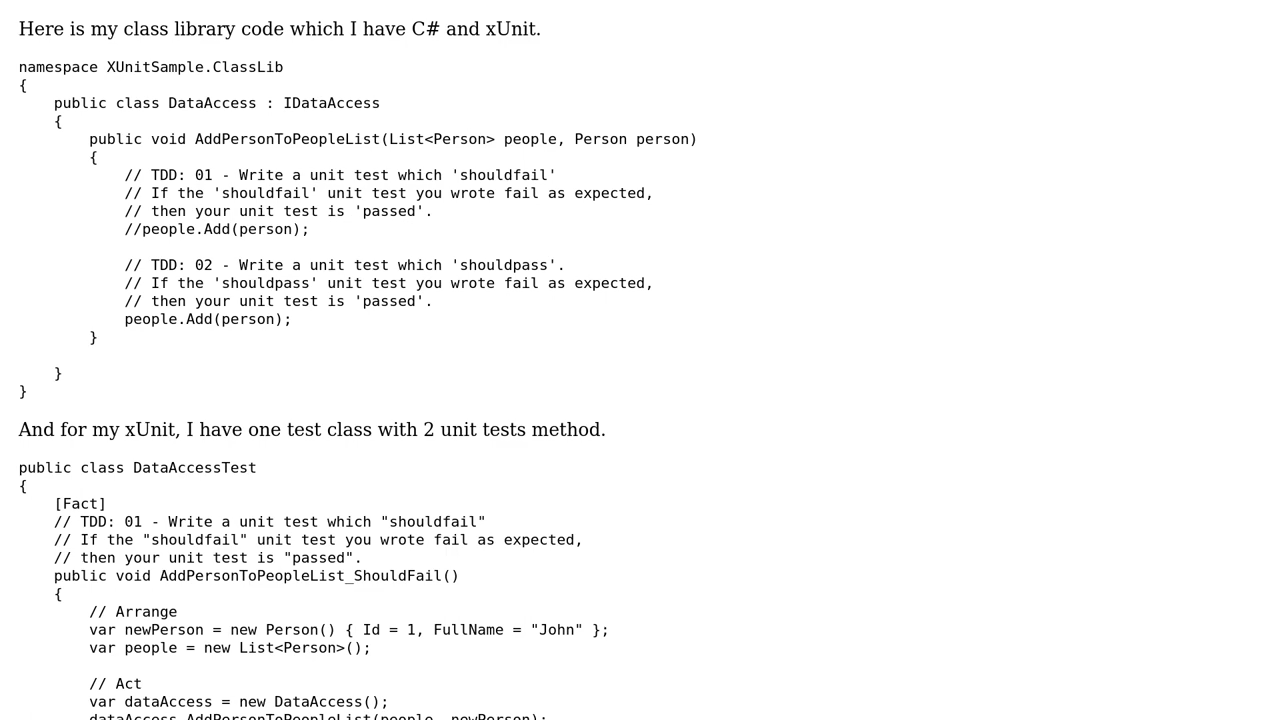 Here is my class library code which I have C# and xUnit.
namespace XUnitSample.ClassLib
{
    public class DataAccess : IDataAccess
    {
        public void AddPersonToPeopleList(List<Person> people, Person person)
        {
            // TDD: 01 - Write a unit test which 'shouldfail'
            // If the 'shouldfail' unit test you wrote fail as expected,
            // then your unit test is 'passed'.
            //people.Add(person);

            // TDD: 02 - Write a unit test which 'shouldpass'.
            // If the 'shouldpass' unit test you wrote fail as expected,
            // then your unit test is 'passed'.
            people.Add(person);
        }

    }
}
And for my xUnit, I have one test class with 2 unit tests method.
public class DataAccessTest
{
    [Fact]
    // TDD: 01 - Write a unit test which "shouldfail"
    // If the "shouldfail" unit test you wrote fail as expected,
    // then your unit test is "passed".
    public void AddPersonToPeopleList_ShouldFail()
    {
        // Arrange
        var newPerson = new Person() { Id = 1, FullName = "John" };
        var people = new List<Person>();

        // Act
        var dataAccess = new DataAccess();
        dataAccess.AddPersonToPeopleList(people, newPerson);